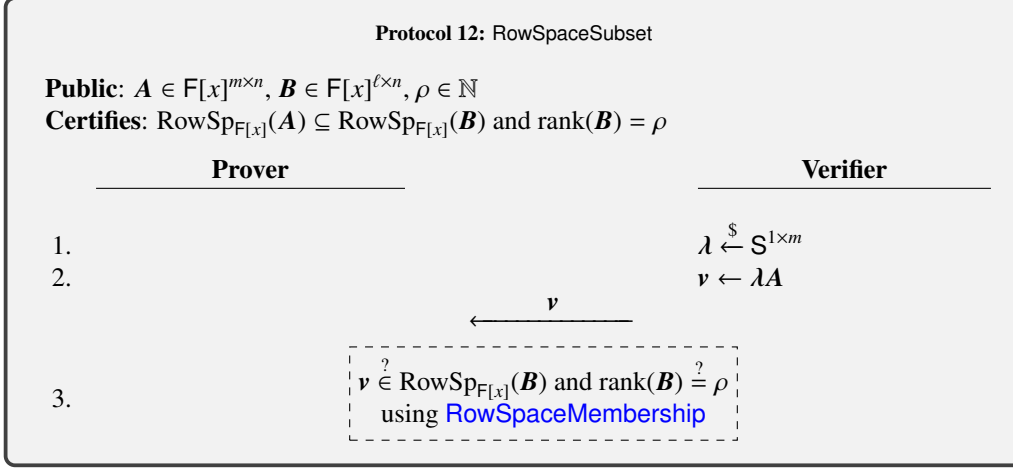 Protocol 12: RowSpaceSubset
Public: A ∈ F[x]^{m×n}, B ∈ F[x]^{ℓ×n}, ρ ∈ ℕ
Certifies: RowSp_{F[x]}(A) ⊆ RowSp_{F[x]}(B) and rank(B) = ρ
Prover Verifier
1. λ $← S^{1×m}
2. v ← λA
v
3. v ?∈ RowSp_{F[x]}(B) and rank(B) ?= ρ
using RowSpaceMembership